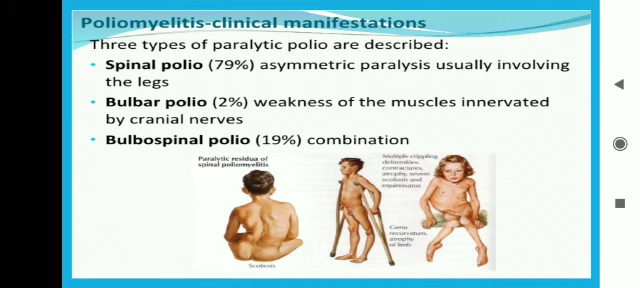 Poliomyelitis-clinical manifestations
Three types of paralytic polio are described:
• Spinal polio (79%) asymmetric paralysis usually involving
the legs
• Bulbar polio (2%) weakness of the muscles innervated
by cranial nerves
• Bulbospinal polio (19%) combination
Paralytic residua of
spinal poliomyelitis
Multiple crippling
deformities:
contractures,
atrophy, severe
scoliosis and
equinovarus
Genu
recurvatum,
atrophy
of limb
Scoliosis